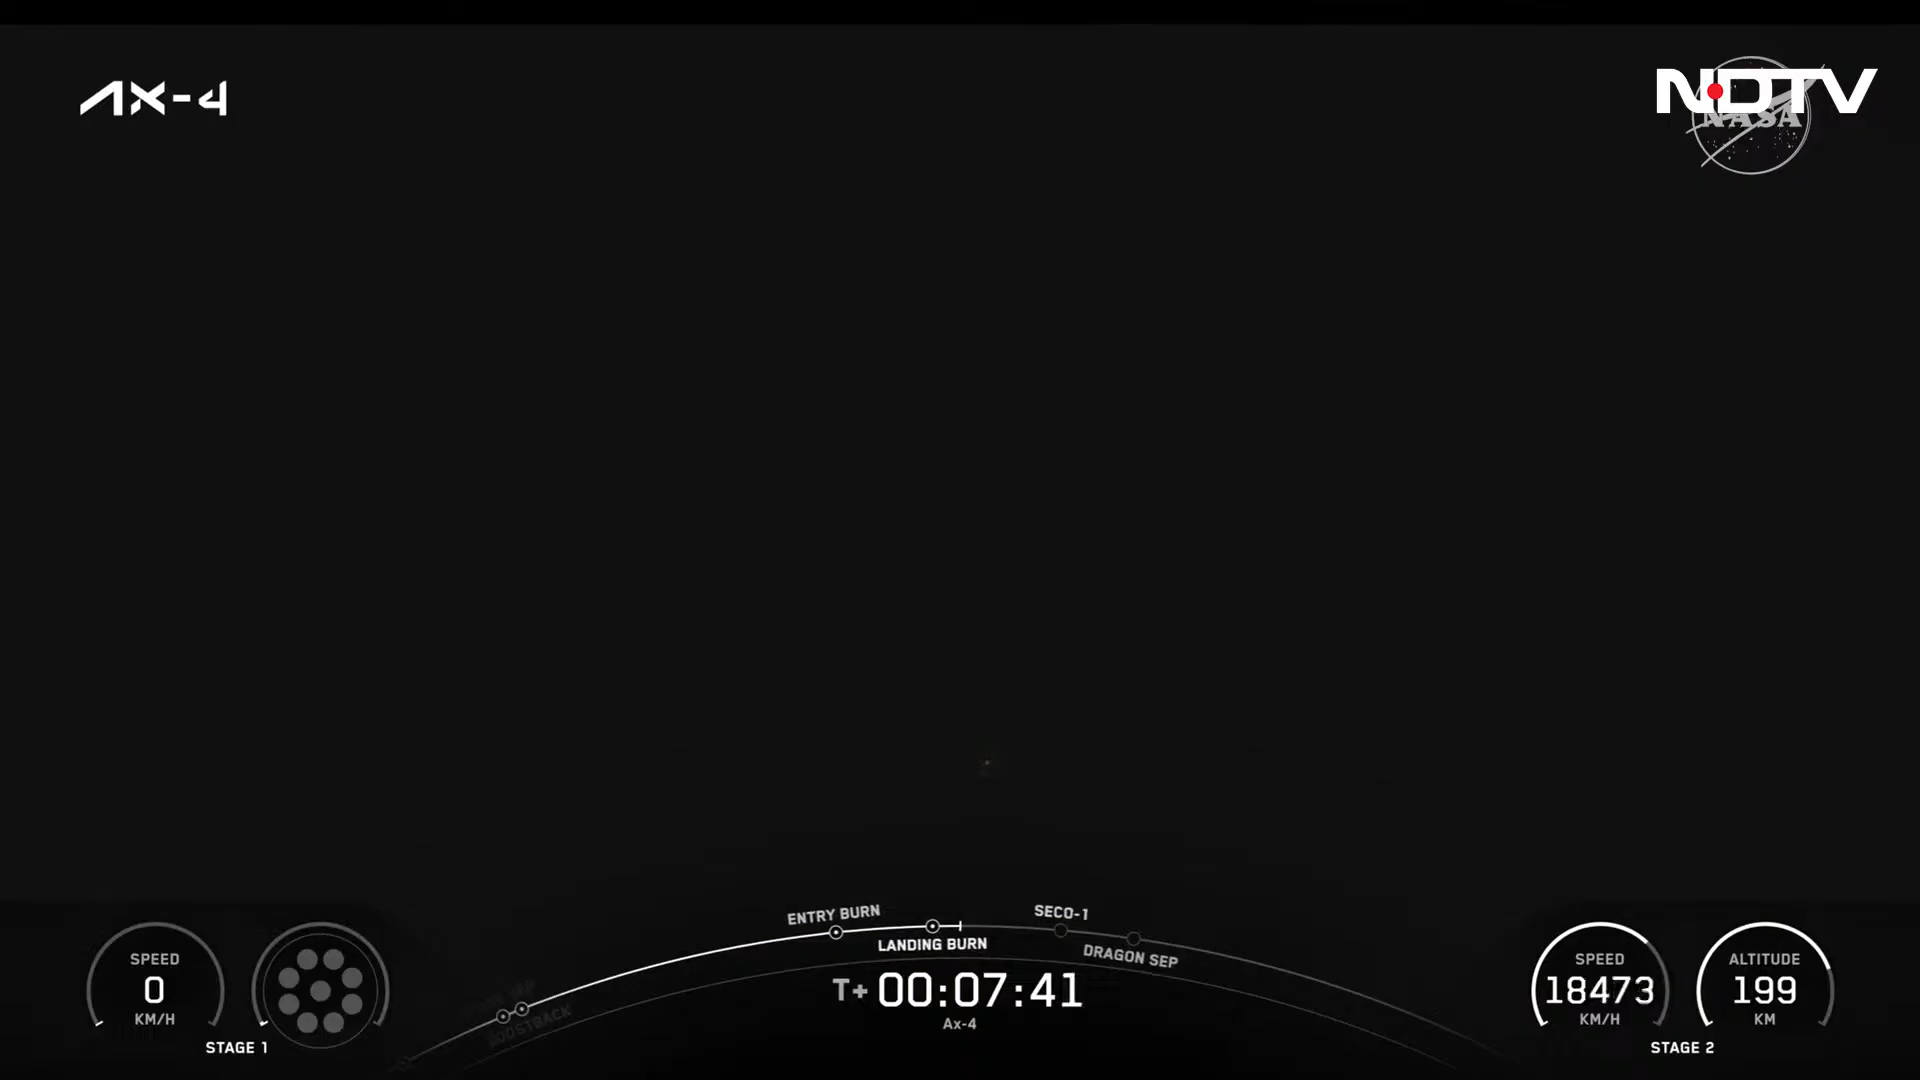 AX-4
NDTV
NASA
ENTRY BURN
LANDING BURN
SECO-1
DRAGON SEP
BOOSTBACK
T+ 00:07:41
Ax-4
SPEED
0
KM/H
STAGE 1
SPEED
18473
KM/H
ALTITUDE
199
KM
STAGE 2